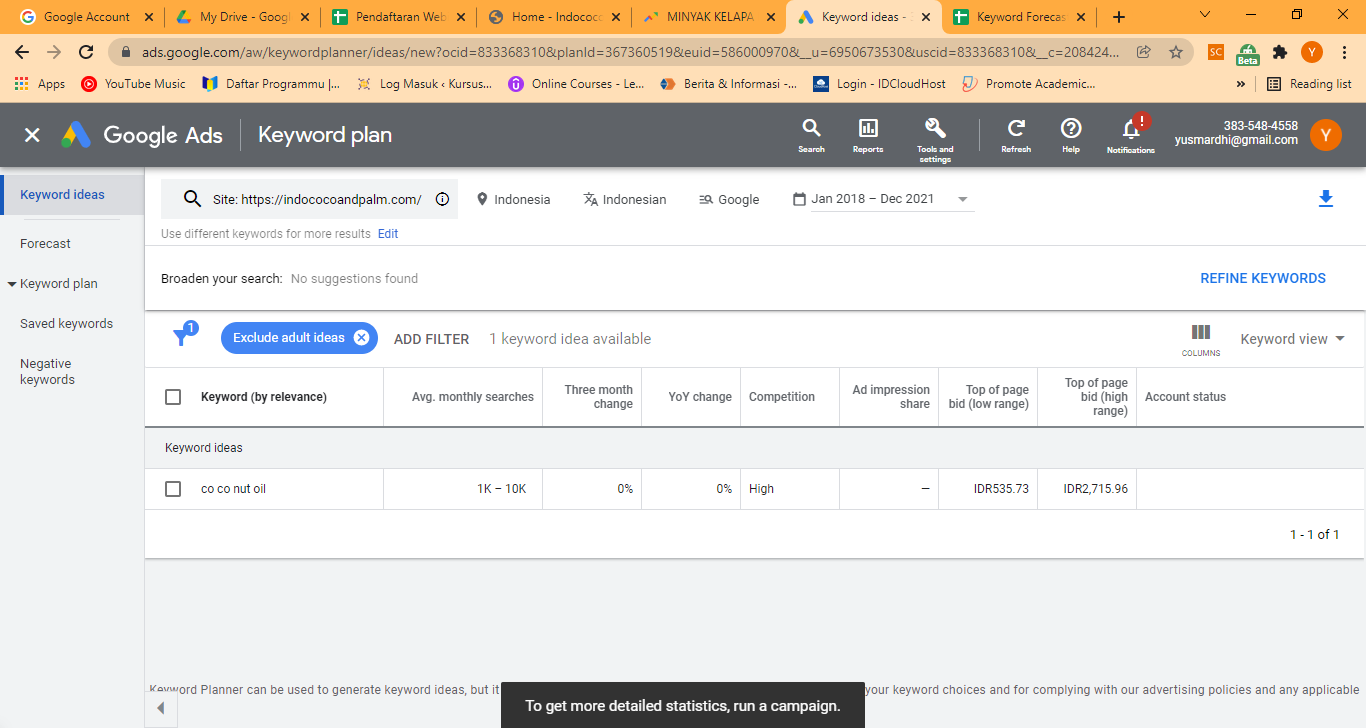 Google Account
My Drive - Googl
Pendaftaran Web
Home - Indococo
MINYAK KELAPA
Keyword ideas -
Keyword Forecas
ads.google.com/aw/keywordplanner/ideas/new?ocid=833368310&planId=367360519&euid=586000970&__u=69506735530&uscid=833368310&__c=208424...
SC
Beta
Y
Apps
YouTube Music
Daftar Programmu |...
Log Masuk ‹ Kursus...
Online Courses - Le...
Berita & Informasi -...
Login - IDCloudHost
Promote Academic...
»
Reading list
Google Ads
Keyword plan
Search
Reports
Tools and
settings
Refresh
Help
!
Notifications
383-548-4558
yusmardhi@gmail.com
Y
Keyword ideas
Forecast
Keyword plan
Saved keywords
Negative
keywords
Site: https://indococoandpalm.com/
Indonesia
Indonesian
Google
Jan 2018 – Dec 2021
Use different keywords for more results Edit
Broaden your search: No suggestions found
REFINE KEYWORDS
1
Exclude adult ideas
ADD FILTER
1 keyword idea available
COLUMNS
Keyword view
Keyword (by relevance)
Avg. monthly searches
Three month
change
YoY change
Competition
Ad impression
share
Top of page
bid (low range)
Top of page
bid (high
range)
Account status
Keyword ideas
co co nut oil
1K – 10K
0%
0%
High
—
IDR535.73
IDR2,715.96
1 - 1 of 1
Keyword Planner can be used to generate keyword ideas, but it
your keyword choices and for complying with our advertising policies and any applicable
To get more detailed statistics, run a campaign.